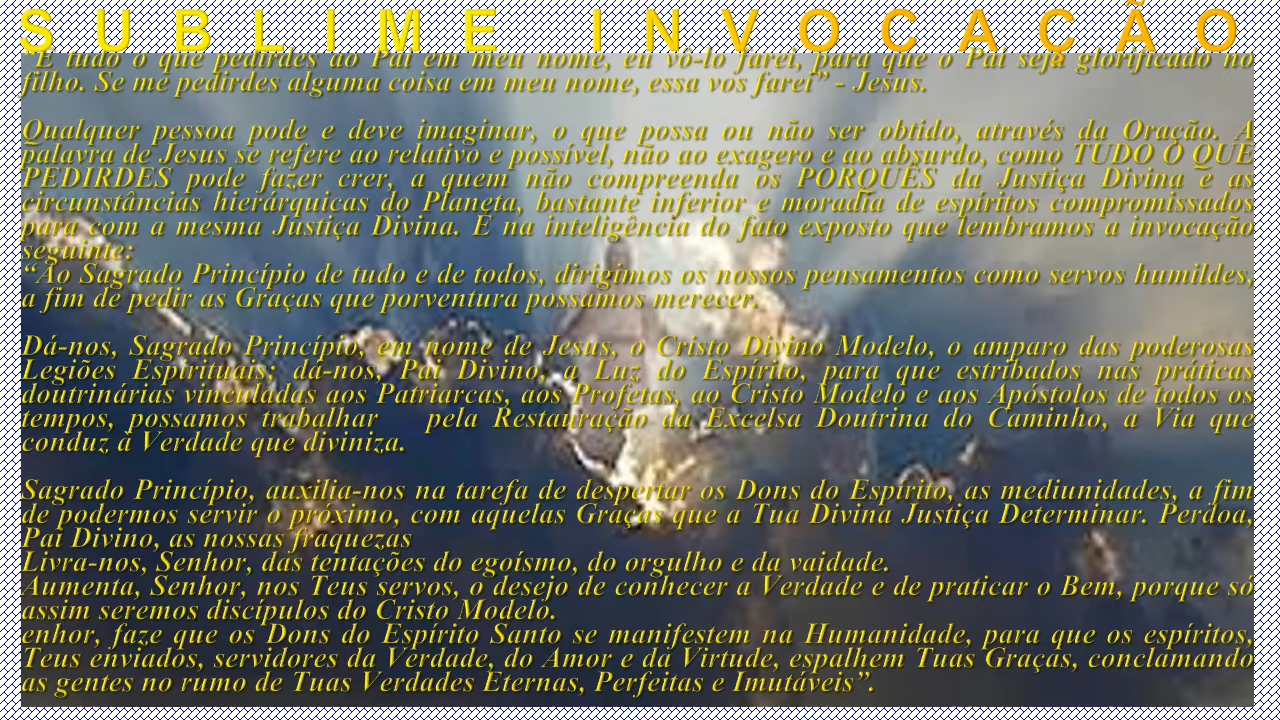 SUBLIME INVOCAÇÃO
“E tudo o que pedirdes ao Pai em meu nome, eu vô-lo farei, para que o Pai seja glorificado no
filho. Se me pedirdes alguma coisa em meu nome, essa vos farei” - Jesus.
Qualquer pessoa pode e deve imaginar, o que possa ou não ser obtido, através da Oração. A
palavra de Jesus se refere ao relativo e possível, não ao exagero e ao absurdo, como TUDO O QUE
PEDIRDES pode fazer crer, a quem não compreenda os PORQUÊS da Justiça Divina e as
circunstâncias hierárquicas do Planeta, bastante inferior e moradia de espíritos compromissados
para com a mesma Justiça Divina. E na inteligência do fato exposto que lembramos a invocação
seguinte:
“Ao Sagrado Princípio de tudo e de todos, dirigimos os nossos pensamentos como servos humildes,
a fim de pedir as Graças que porventura possamos merecer.
Dá-nos, Sagrado Princípio, em nome de Jesus, o Cristo Divino Modelo, o amparo das poderosas
Legiões Espirituais; dá-nos, Pai Divino, a Luz do Espírito, para que estribados nas práticas
doutrinárias vinculadas aos Patriarcas, aos Profetas, ao Cristo Modelo e aos Apóstolos de todos os
tempos, possamos trabalhar pela Restauração da Excelsa Doutrina do Caminho, a Via que
conduz à Verdade que diviniza.
Sagrado Princípio, auxilia-nos na tarefa de despertar os Dons do Espírito, as mediunidades, a fim
de podermos servir o próximo, com aquelas Graças que a Tua Divina Justiça Determinar. Perdoa,
Pai Divino, as nossas fraquezas
Livra-nos, Senhor, das tentações do egoísmo, do orgulho e da vaidade.
Aumenta, Senhor, nos Teus servos, o desejo de conhecer a Verdade e de praticar o Bem, porque só
assim seremos discípulos do Cristo Modelo.
enhor, faze que os Dons do Espírito Santo se manifestem na Humanidade, para que os espíritos,
Teus enviados, servidores da Verdade, do Amor e da Virtude, espalhem Tuas Graças, conclamando
as gentes no rumo de Tuas Verdades Eternas, Perfeitas e Imutáveis”.